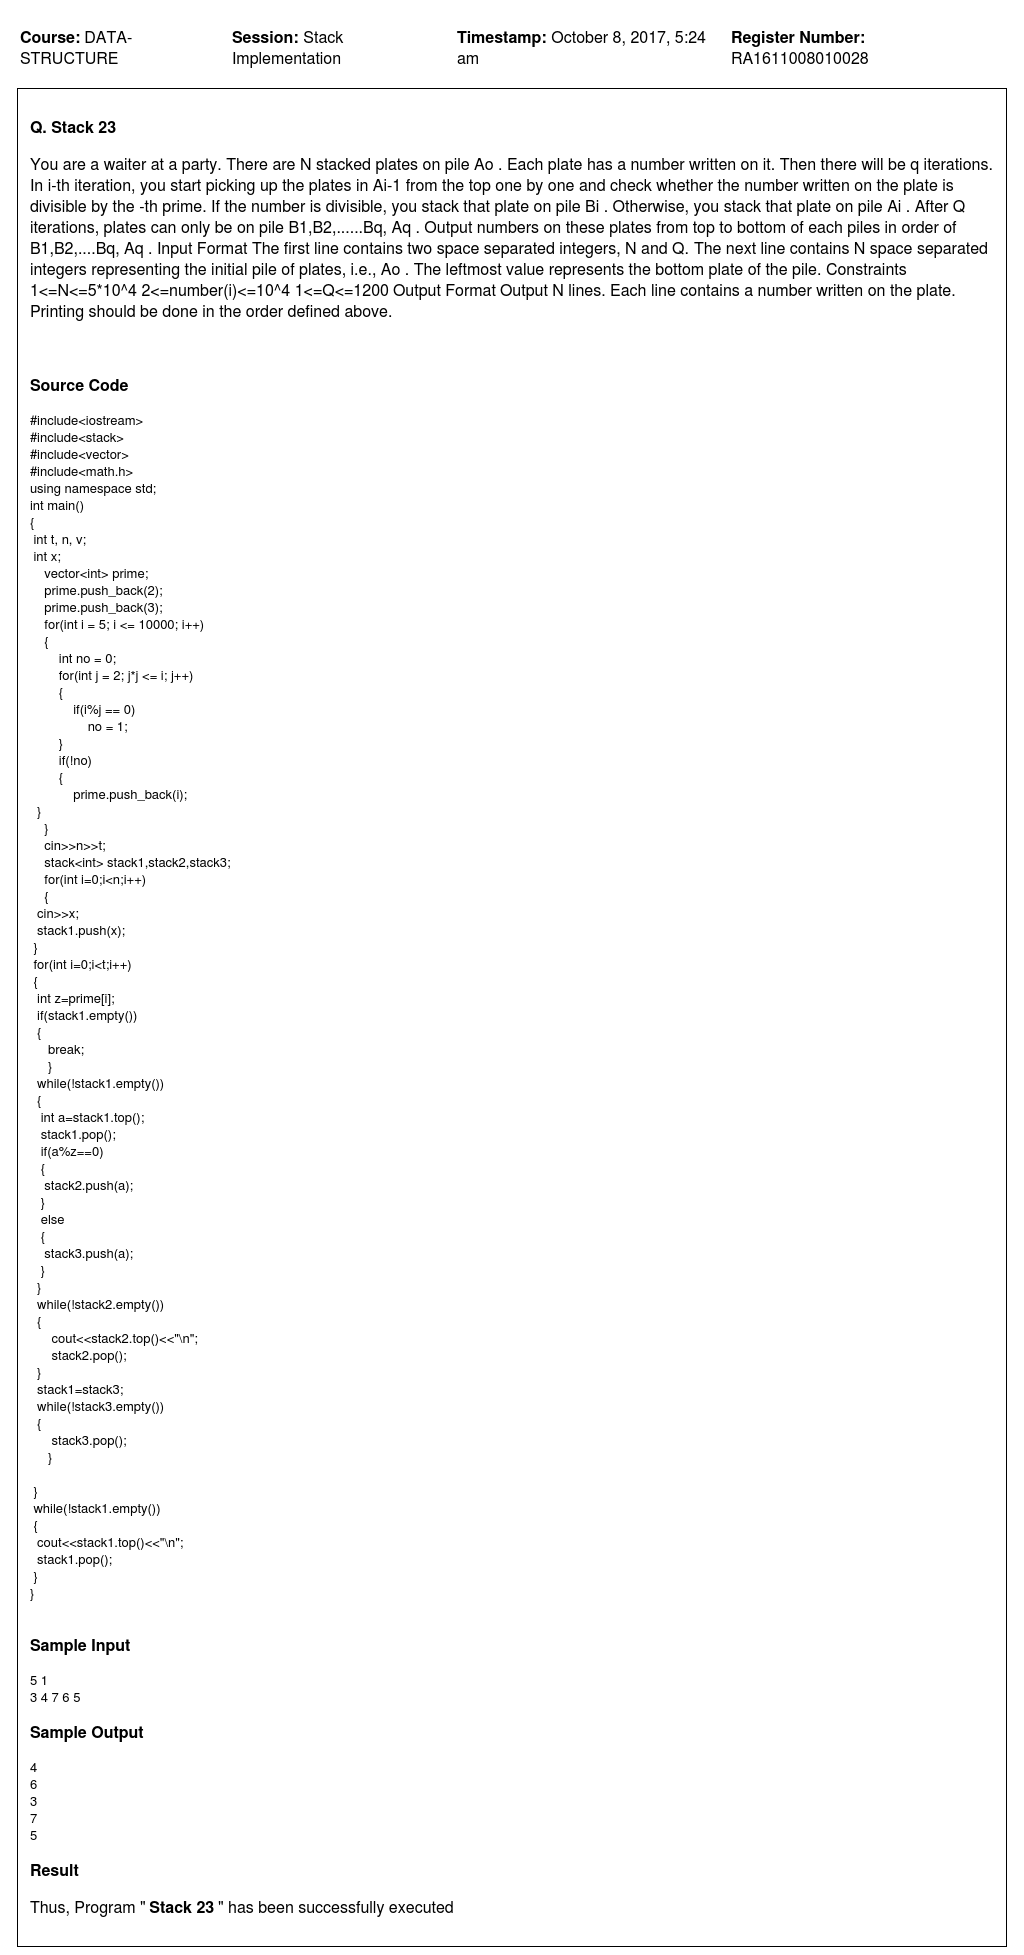 Course: DATA-STRUCTURE
Session: Stack Implementation
Timestamp: October 8, 2017, 5:24 am
Register Number: RA1611008010028
Q. Stack 23
You are a waiter at a party. There are N stacked plates on pile Ao . Each plate has a number written on it. Then there will be q iterations.
In i-th iteration, you start picking up the plates in Ai-1 from the top one by one and check whether the number written on the plate is
divisible by the -th prime. If the number is divisible, you stack that plate on pile Bi . Otherwise, you stack that plate on pile Ai . After Q
iterations, plates can only be on pile B1,B2,......Bq, Aq . Output numbers on these plates from top to bottom of each piles in order of
B1,B2,....Bq, Aq . Input Format The first line contains two space separated integers, N and Q. The next line contains N space separated
integers representing the initial pile of plates, i.e., Ao . The leftmost value represents the bottom plate of the pile. Constraints
1<=N<=5*10^4 2<=number(i)<=10^4 1<=Q<=1200 Output Format Output N lines. Each line contains a number written on the plate.
Printing should be done in the order defined above.
Source Code
#include<iostream>
#include<stack>
#include<vector>
#include<math.h>
using namespace std;
int main()
{
int t, n, v;
int x;
vector<int> prime;
prime.push_back(2);
prime.push_back(3);
for(int i = 5; i <= 10000; i++)
{
int no = 0;
for(int j = 2; j*j <= i; j++)
{
if(i%j == 0)
no = 1;
}
if(!no)
{
prime.push_back(i);
}
}
cin>>n>>t;
stack<int> stack1,stack2,stack3;
for(int i=0;i<n;i++)
{
cin>>x;
stack1.push(x);
}
for(int i=0;i<t;i++)
{
int z=prime[i];
if(stack1.empty())
{
break;
}
while(!stack1.empty())
{
int a=stack1.top();
stack1.pop();
if(a%z==0)
{
stack2.push(a);
}
else
{
stack3.push(a);
}
}
while(!stack2.empty())
{
cout<<stack2.top()<<"\n";
stack2.pop();
}
stack1=stack3;
while(!stack3.empty())
{
stack3.pop();
}
}
while(!stack1.empty())
{
cout<<stack1.top()<<"\n";
stack1.pop();
}
}
Sample Input
5 1
3 4 7 6 5
Sample Output
4
6
3
7
5
Result
Thus, Program " Stack 23 " has been successfully executed